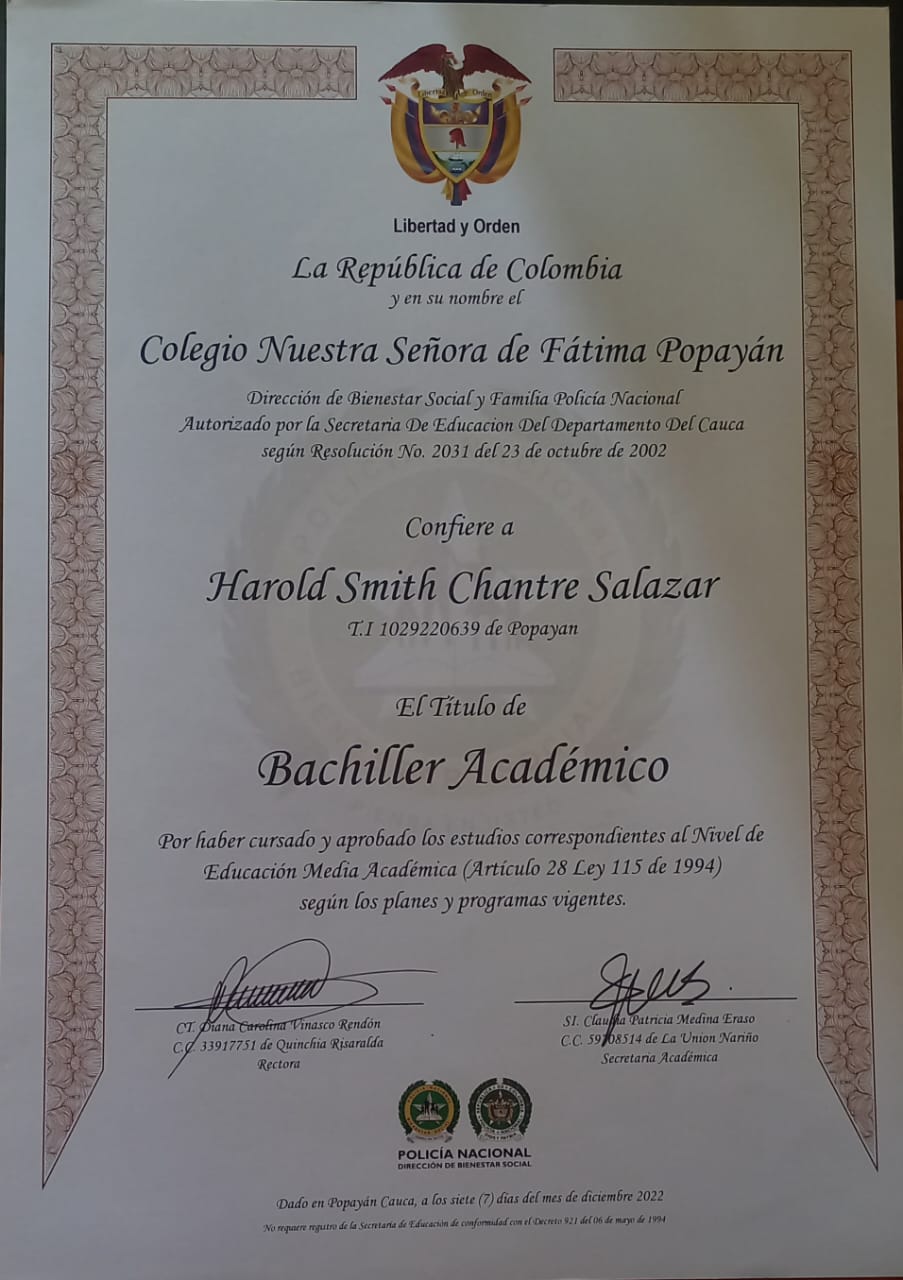 Libertad y Orden
Libertad y Orden
La República de Colombia
y en su nombre el
Colegio Nuestra Señora de Fátima Popayán
Dirección de Bienestar Social y Familia Policía Nacional
Autorizado por la Secretaria De Educacion Del Departamento Del Cauca
según Resolución No. 2031 del 23 de octubre de 2002
Confiere a
Harold Smith Chantre Salazar
T.I 1029220639 de Popayan
El Título de
Bachiller Académico
Por haber cursado y aprobado los estudios correspondientes al Nivel de
Educación Media Académica (Artículo 28 Ley 115 de 1994)
según los planes y programas vigentes.
CT. Diana Carolina Vinasco Rendón
C.C. 33917751 de Quinchia Risaralda
Rectora
SI. Claudia Patricia Medina Eraso
C.C. de La Union Nariño
Secretaria Académica
POLICÍA NACIONAL
DIRECCIÓN DE BIENESTAR SOCIAL
Dado en Popayán Cauca, a los siete (7) días del mes de diciembre 2022
No requiere registro de la Secretaría de Educación de conformidad con el Decreto 921 del 06 de mayo de 1994